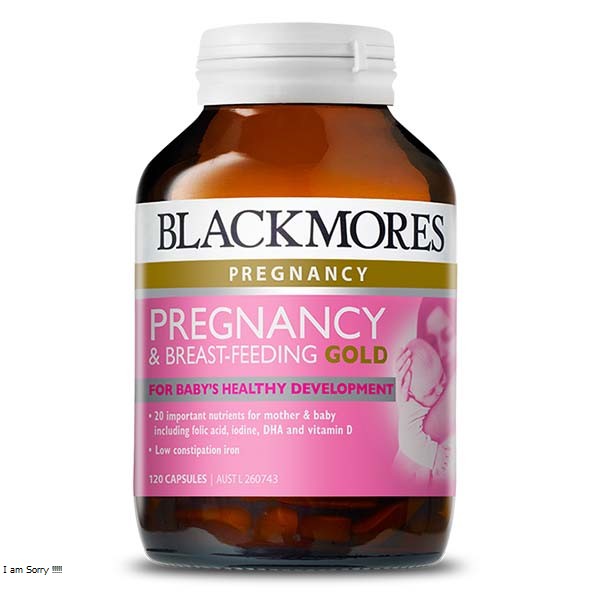 BLACKMORES
PREGNANCY
PREGNANCY
& BREAST-FEEDING GOLD
FOR BABY'S HEALTHY DEVELOPMENT
• 20 important nutrients for mother & baby
including folic acid, iodine, DHA and vitamin D
• Low constipation iron
120 CAPSULES | AUST L 260743
I am Sorry !!!!!